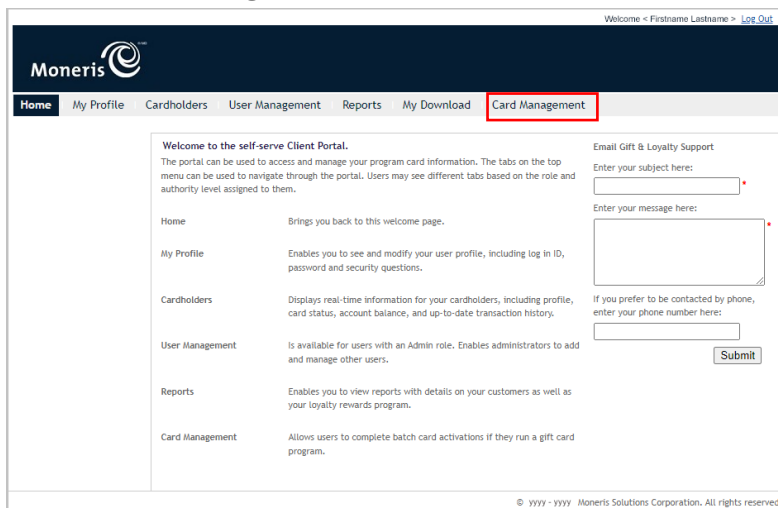 Welcome < Firstname Lastname > Log Out
Moneris
Home My Profile Cardholders User Management Reports My Download Card Management
Welcome to the self-serve Client Portal.
The portal can be used to access and manage your program card information. The tabs on the top
menu can be used to navigate through the portal. Users may see different tabs based on the role and
authority level assigned to them.
Home Brings you back to this welcome page.
My Profile Enables you to see and modify your user profile, including log in ID,
password and security questions.
Cardholders Displays real-time information for your cardholders, including profile,
card status, account balance, and up-to-date transaction history.
User Management Is available for users with an Admin role. Enables administrators to add
and manage other users.
Reports Enables you to view reports with details on your customers as well as
your loyalty rewards program.
Card Management Allows users to complete batch card activations if they run a gift card
program.
Email Gift & Loyalty Support
Enter your subject here:
*
Enter your message here:
*
If you prefer to be contacted by phone,
enter your phone number here:
Submit
© yyyy - yyyy Moneris Solutions Corporation. All rights reserved